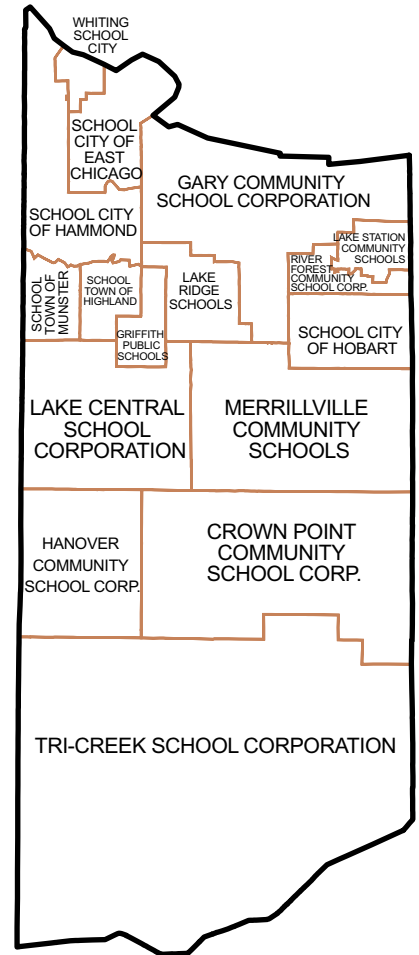 WHITING
SCHOOL
CITY
SCHOOL
CITY OF
EAST
CHICAGO
GARY COMMUNITY
SCHOOL CORPORATION
SCHOOL CITY
OF HAMMOND
LAKE STATION
COMMUNITY
SCHOOLS
RIVER
FOREST
COMMUNITY
SCHOOL CORP.
SCHOOL
TOWN OF
MUNSTER
SCHOOL
TOWN OF
HIGHLAND
LAKE
RIDGE
SCHOOLS
GRIFFITH
PUBLIC
SCHOOLS
SCHOOL CITY
OF HOBART
LAKE CENTRAL
SCHOOL
CORPORATION
MERRILLVILLE
COMMUNITY
SCHOOLS
HANOVER
COMMUNITY
SCHOOL CORP.
CROWN POINT
COMMUNITY
SCHOOL CORP.
TRI-CREEK SCHOOL CORPORATION